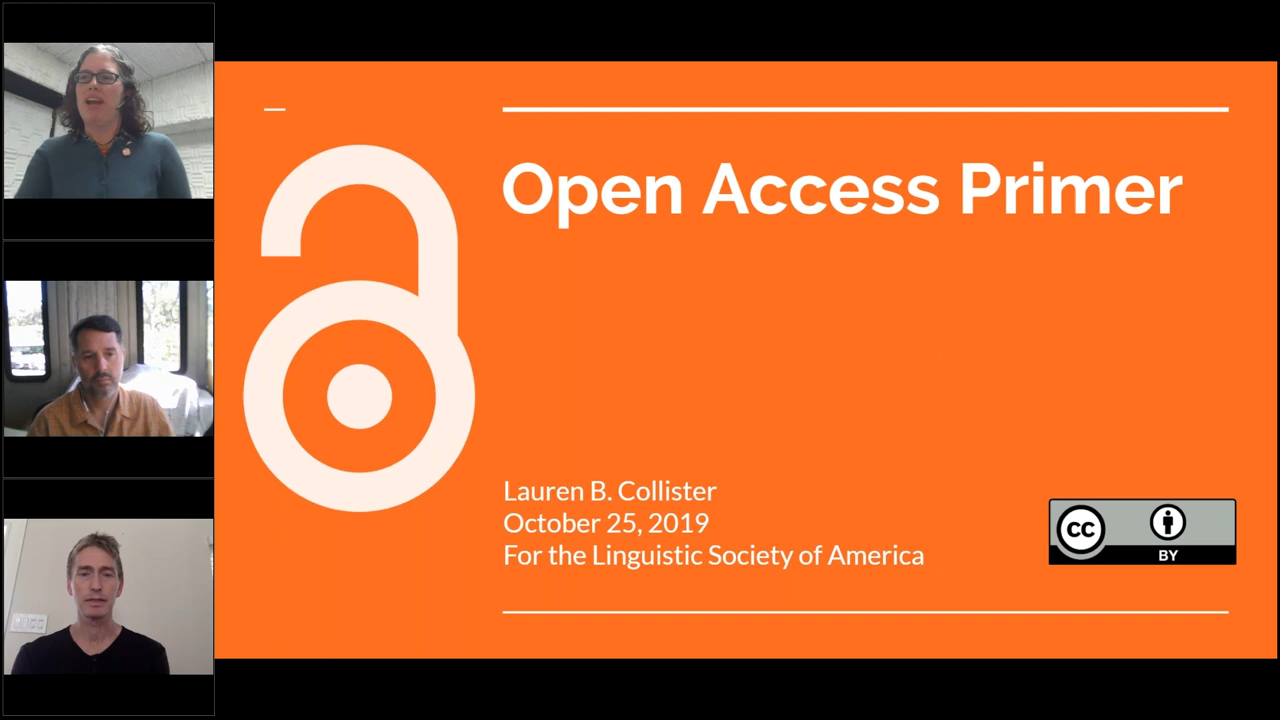 Open Access Primer
Lauren B. Collister
October 25, 2019
For the Linguistic Society of America
CC
BY